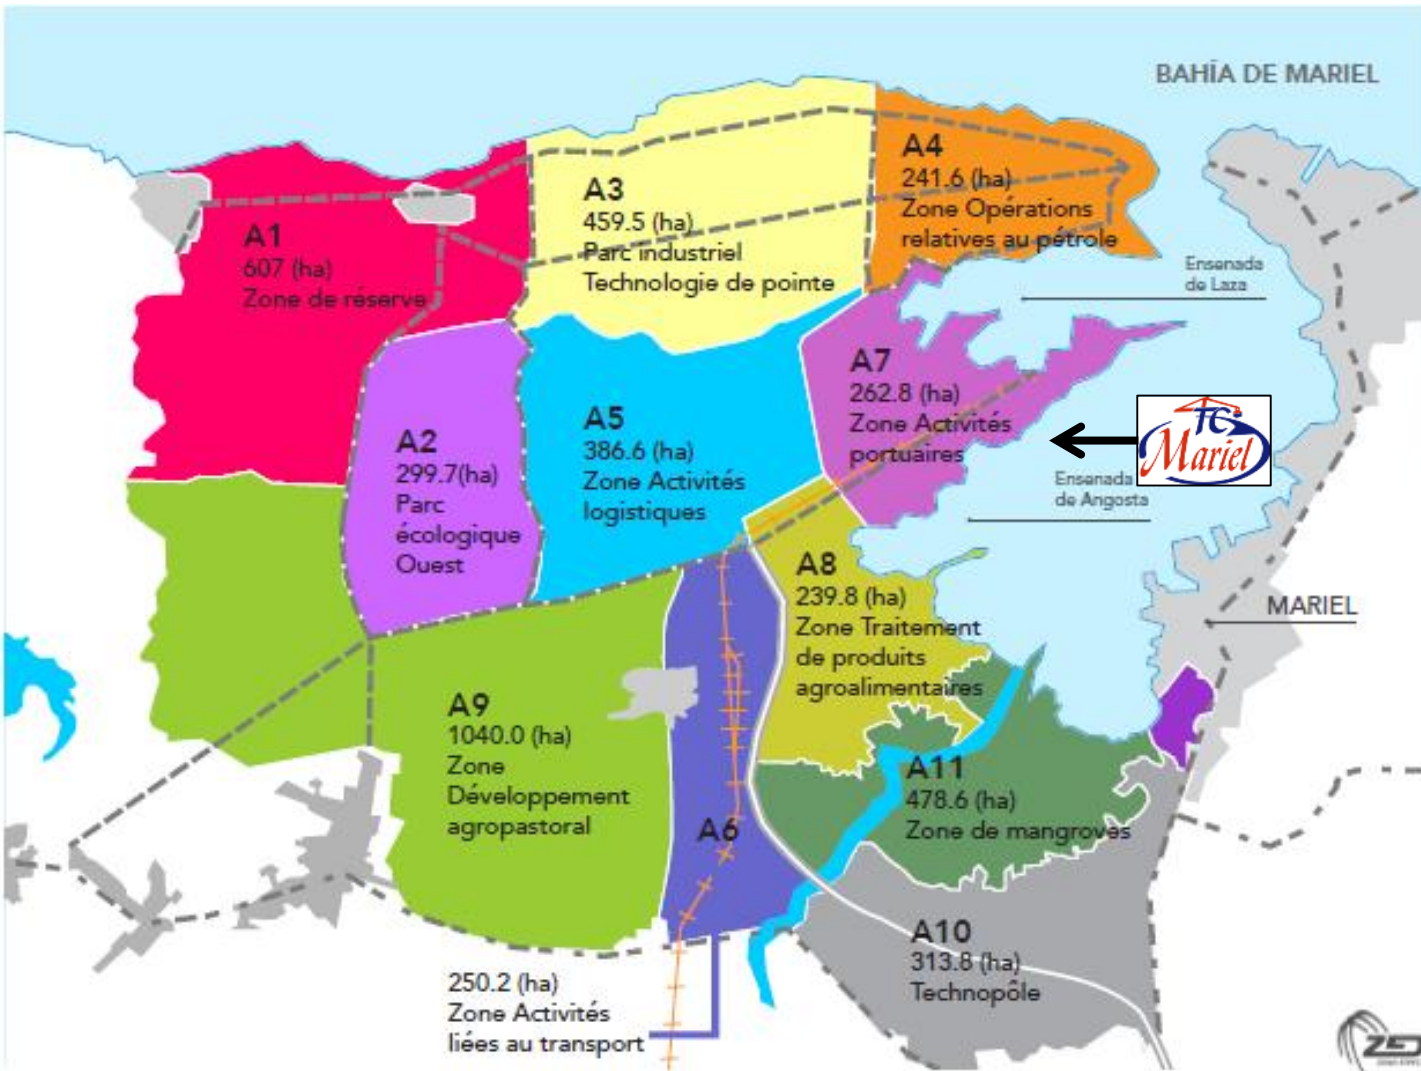 BAHÍA DE MARIEL
A1
607 (ha)
Zone de réserve
A3
459.5 (ha)
Parc industriel
Technologie de pointe
A4
241.6 (ha)
Zone Opérations
relatives au pétrole
Ensenada
de Laza
A2
299.7(ha)
Parc
écologique
Ouest
A5
386.6 (ha)
Zone Activités
logistiques
A7
262.8 (ha)
Zone Activités
portuaires
TC
Mariel
Ensenada
de Angosta
A8
239.8 (ha)
Zone Traitement
de produits
agroalimentaires
MARIEL
A9
1040.0 (ha)
Zone
Développement
agropastoral
A6
250.2 (ha)
Zone Activités
liées au transport
A11
478.6 (ha)
Zone de mangroves
A10
313.8 (ha)
Technopôle